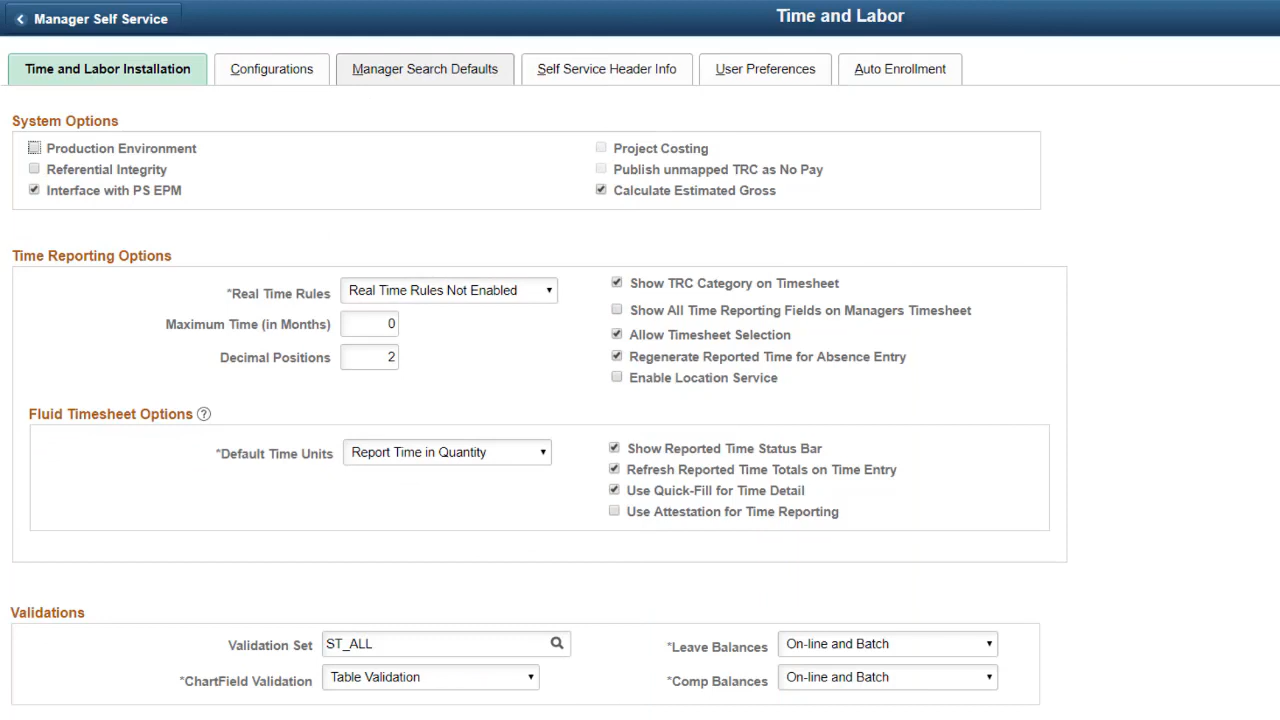 Manager Self Service
Time and Labor
Time and Labor Installation
Configurations
Manager Search Defaults
Self Service Header Info
User Preferences
Auto Enrollment
System Options
Production Environment
Project Costing
Referential Integrity
Publish unmapped TRC as No Pay
Interface with PS EPM
Calculate Estimated Gross
Time Reporting Options
*Real Time Rules Real Time Rules Not Enabled
Maximum Time (in Months) 0
Decimal Positions 2
Show TRC Category on Timesheet
Show All Time Reporting Fields on Managers Timesheet
Allow Timesheet Selection
Regenerate Reported Time for Absence Entry
Enable Location Service
Fluid Timesheet Options ?
*Default Time Units Report Time in Quantity
Show Reported Time Status Bar
Refresh Reported Time Totals on Time Entry
Use Quick-Fill for Time Detail
Use Attestation for Time Reporting
Validations
Validation Set ST_ALL
*Leave Balances On-line and Batch
*ChartField Validation Table Validation
*Comp Balances On-line and Batch